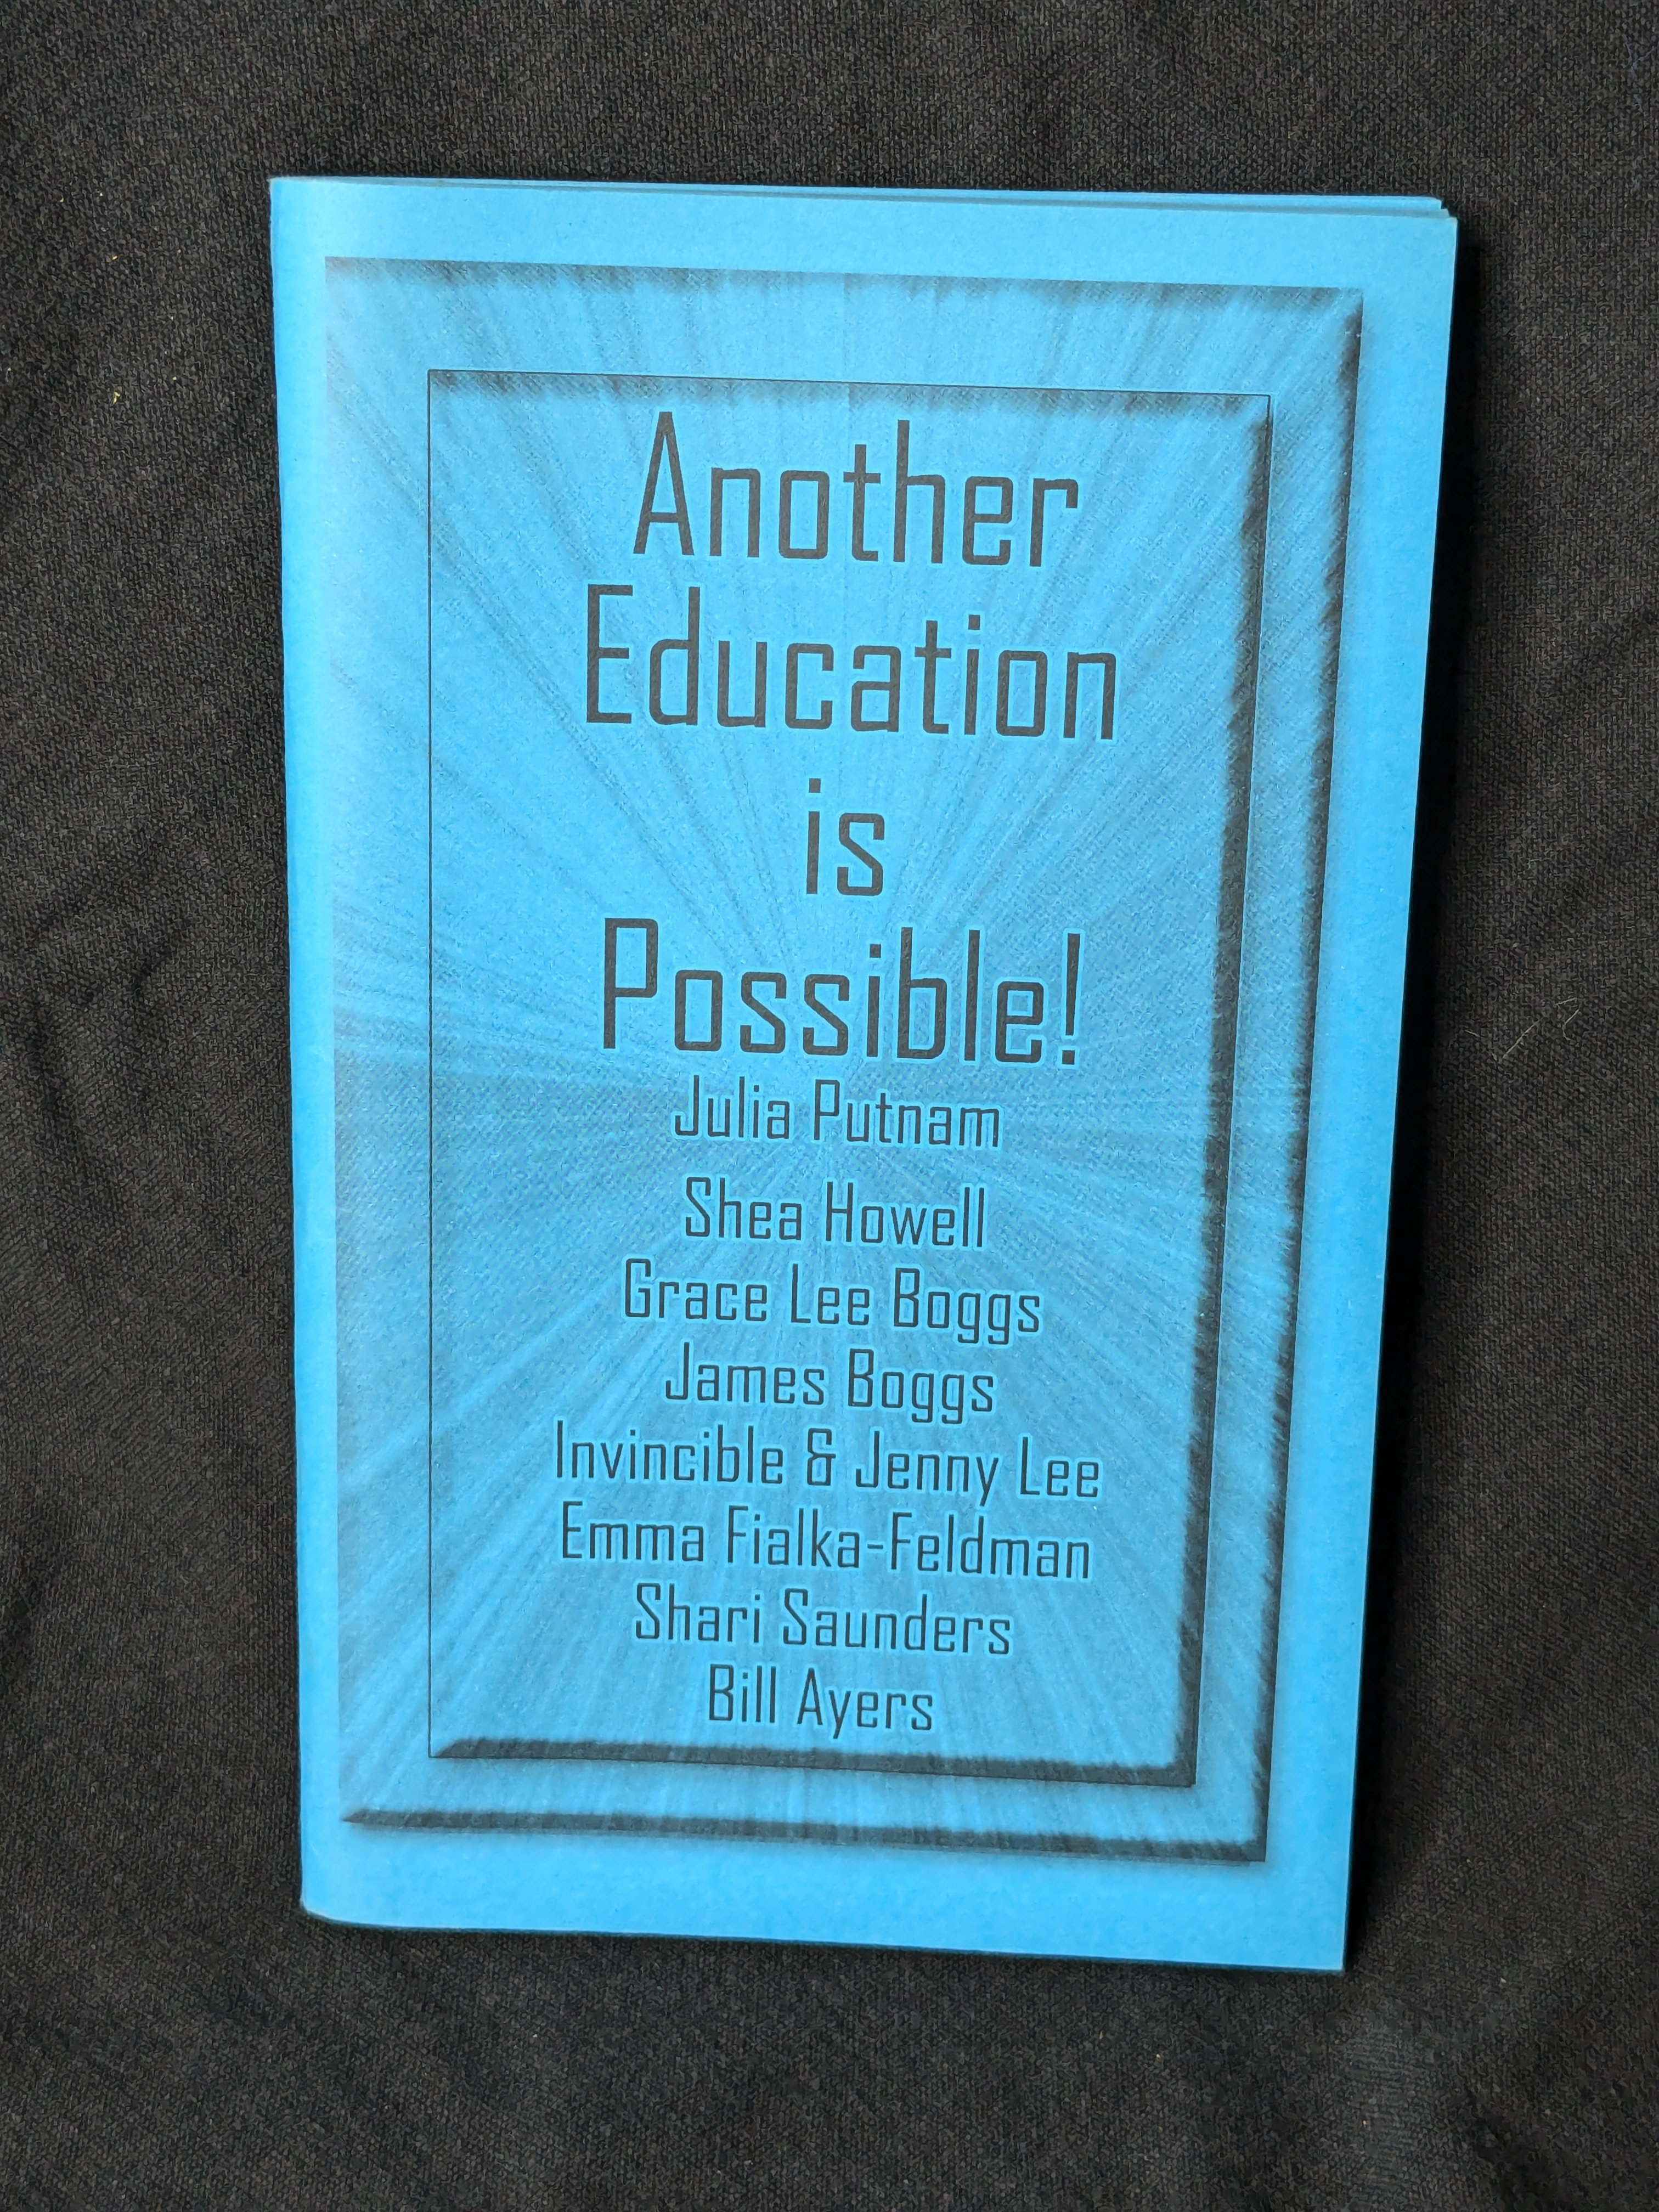 Another
Education
is
Possible!
Julia Putnam
Shea Howell
Grace Lee Boggs
James Boggs
Invincible & Jenny Lee
Emma Fialka-Feldman
Shari Saunders
Bill Ayers